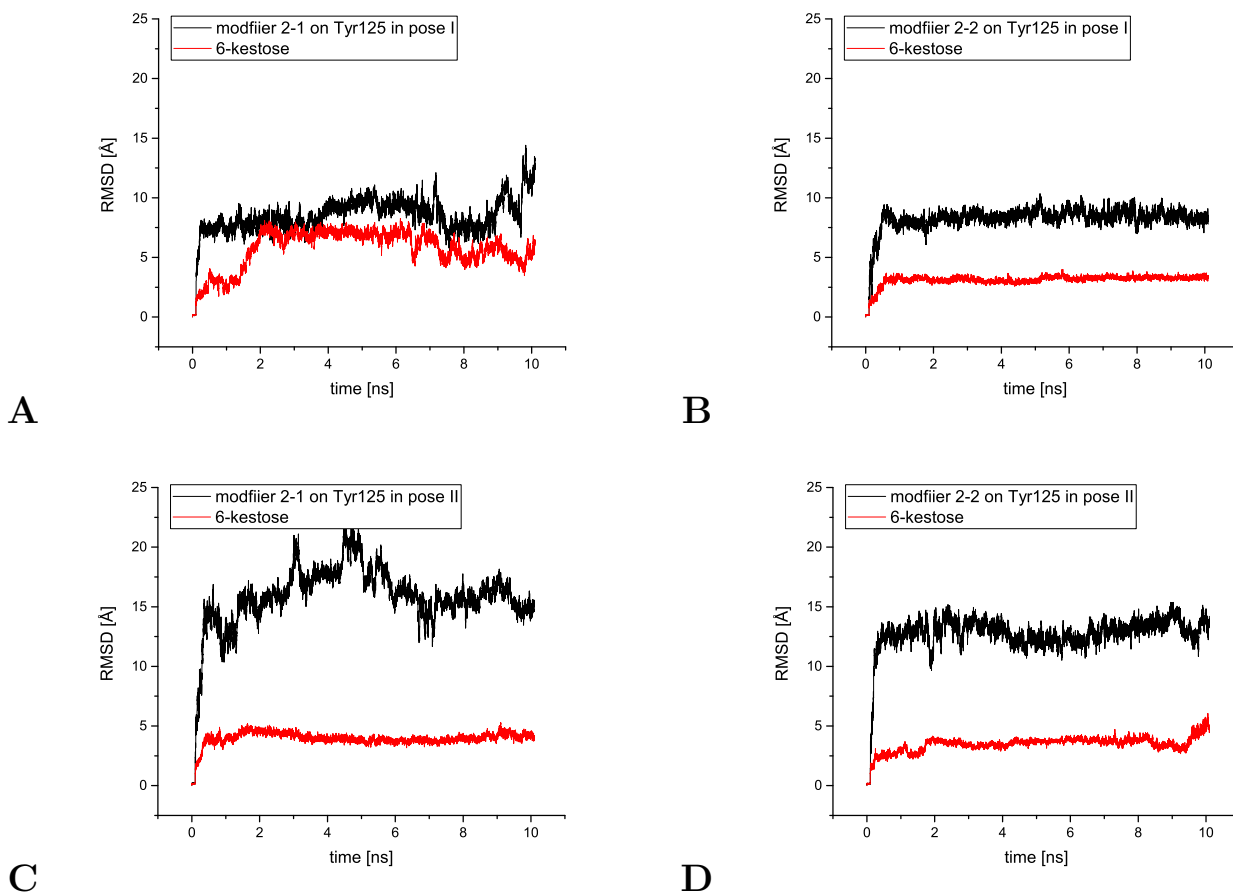 modfiier 2-1 on Tyr125 in pose I
6-kestose
RMSD [Å]
25
20
15
10
5
0
0 2 4 6 8 10
time [ns]
A
modfiier 2-2 on Tyr125 in pose I
6-kestose
RMSD [Å]
25
20
15
10
5
0
0 2 4 6 8 10
time [ns]
B
modfiier 2-1 on Tyr125 in pose II
6-kestose
RMSD [Å]
25
20
15
10
5
0
0 2 4 6 8 10
time [ns]
C
modfiier 2-2 on Tyr125 in pose II
6-kestose
RMSD [Å]
25
20
15
10
5
0
0 2 4 6 8 10
time [ns]
D